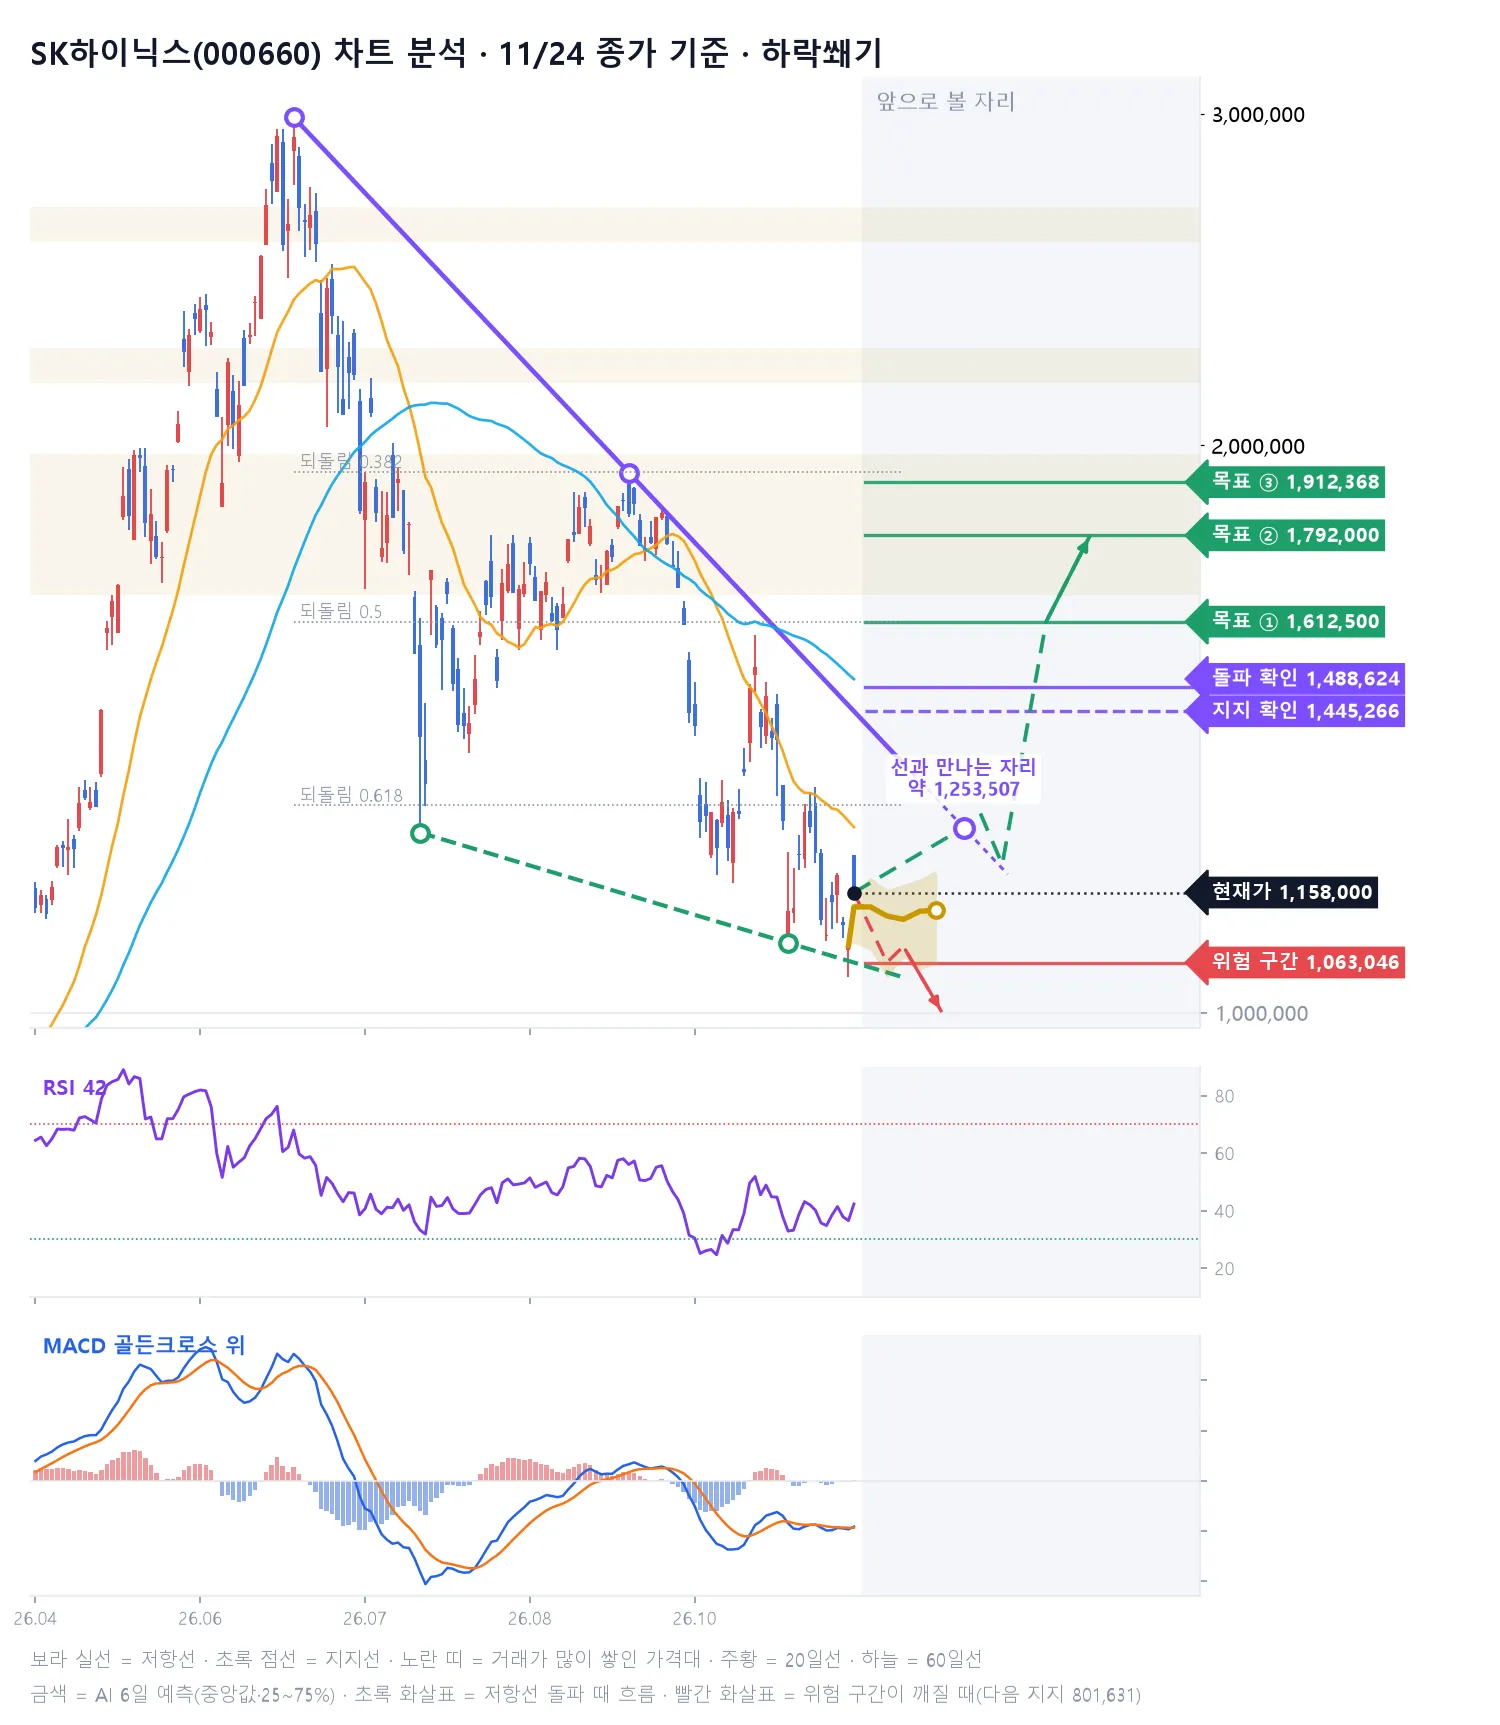 SK하이닉스(000660) 차트 분석 · 11/24 종가 기준 · 하락쐐기
앞으로 볼 자리
3,000,000
2,000,000
되돌림 0.382
목표 ③ 1,912,368
목표 ② 1,792,000
되돌림 0.5
목표 ① 1,612,500
돌파 확인 1,488,624
지지 확인 1,445,266
선과 만나는 자리
약 1,253,507
되돌림 0.618
현재가 1,158,000
위험 구간 1,063,046
1,000,000
RSI 42
80
60
40
20
MACD 골든크로스 위
26.04 26.06 26.07 26.08 26.10
보라 실선 = 저항선 · 초록 점선 = 지지선 · 노란 띠 = 거래가 많이 쌓인 가격대 · 주황 = 20일선 · 하늘 = 60일선
금색 = AI 6일 예측(중앙값·25~75%) · 초록 화살표 = 저항선 돌파 때 흐름 · 빨간 화살표 = 위험 구간이 깨질 때(다음 지지 801,631)